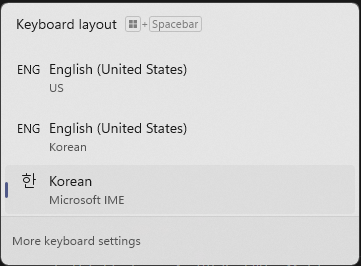 Keyboard layout + Spacebar
ENG English (United States)
US
ENG English (United States)
Korean
한 Korean
Microsoft IME
More keyboard settings